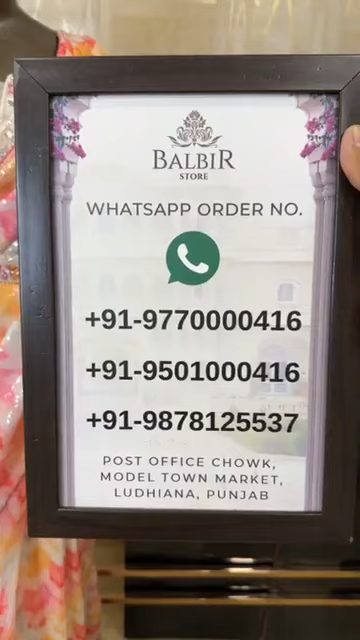 BALBIR
STORE
WHATSAPP ORDER NO.
+91-9770000416
+91-9501000416
+91-9878125537
POST OFFICE CHOWK,
MODEL TOWN MARKET,
LUDHIANA, PUNJAB